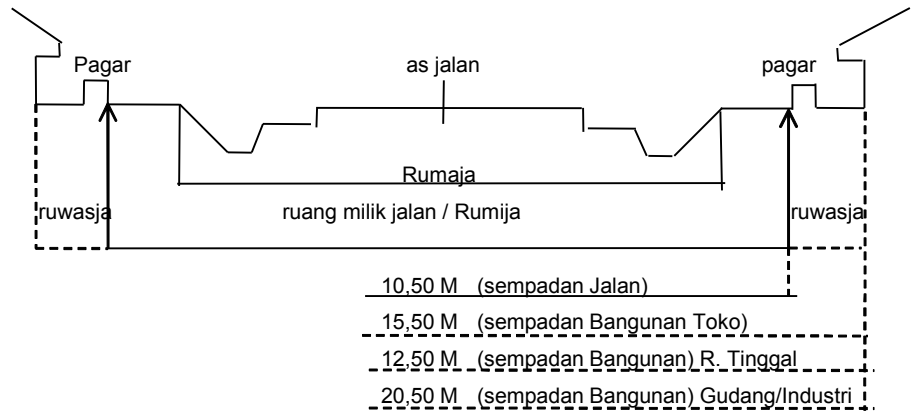 Pagar as jalan pagar
Rumaja
ruwasja ruang milik jalan / Rumija ruwasja
10,50 M (sempadan Jalan)
15,50 M (sempadan Bangunan Toko)
12,50 M (sempadan Bangunan) R. Tinggal
20,50 M (sempadan Bangunan) Gudang/Industri